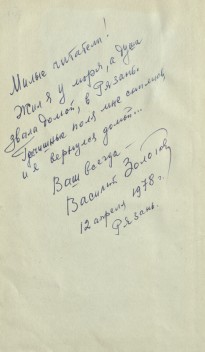 Милые читатели!
Жил я у моря, а душа
звала домой, в Рязань.
Гречишные поля мне снились
и я вернулся домой...
Ваш всегда –
Василий Золотов
12 апреля 1978 г.
Рязань.